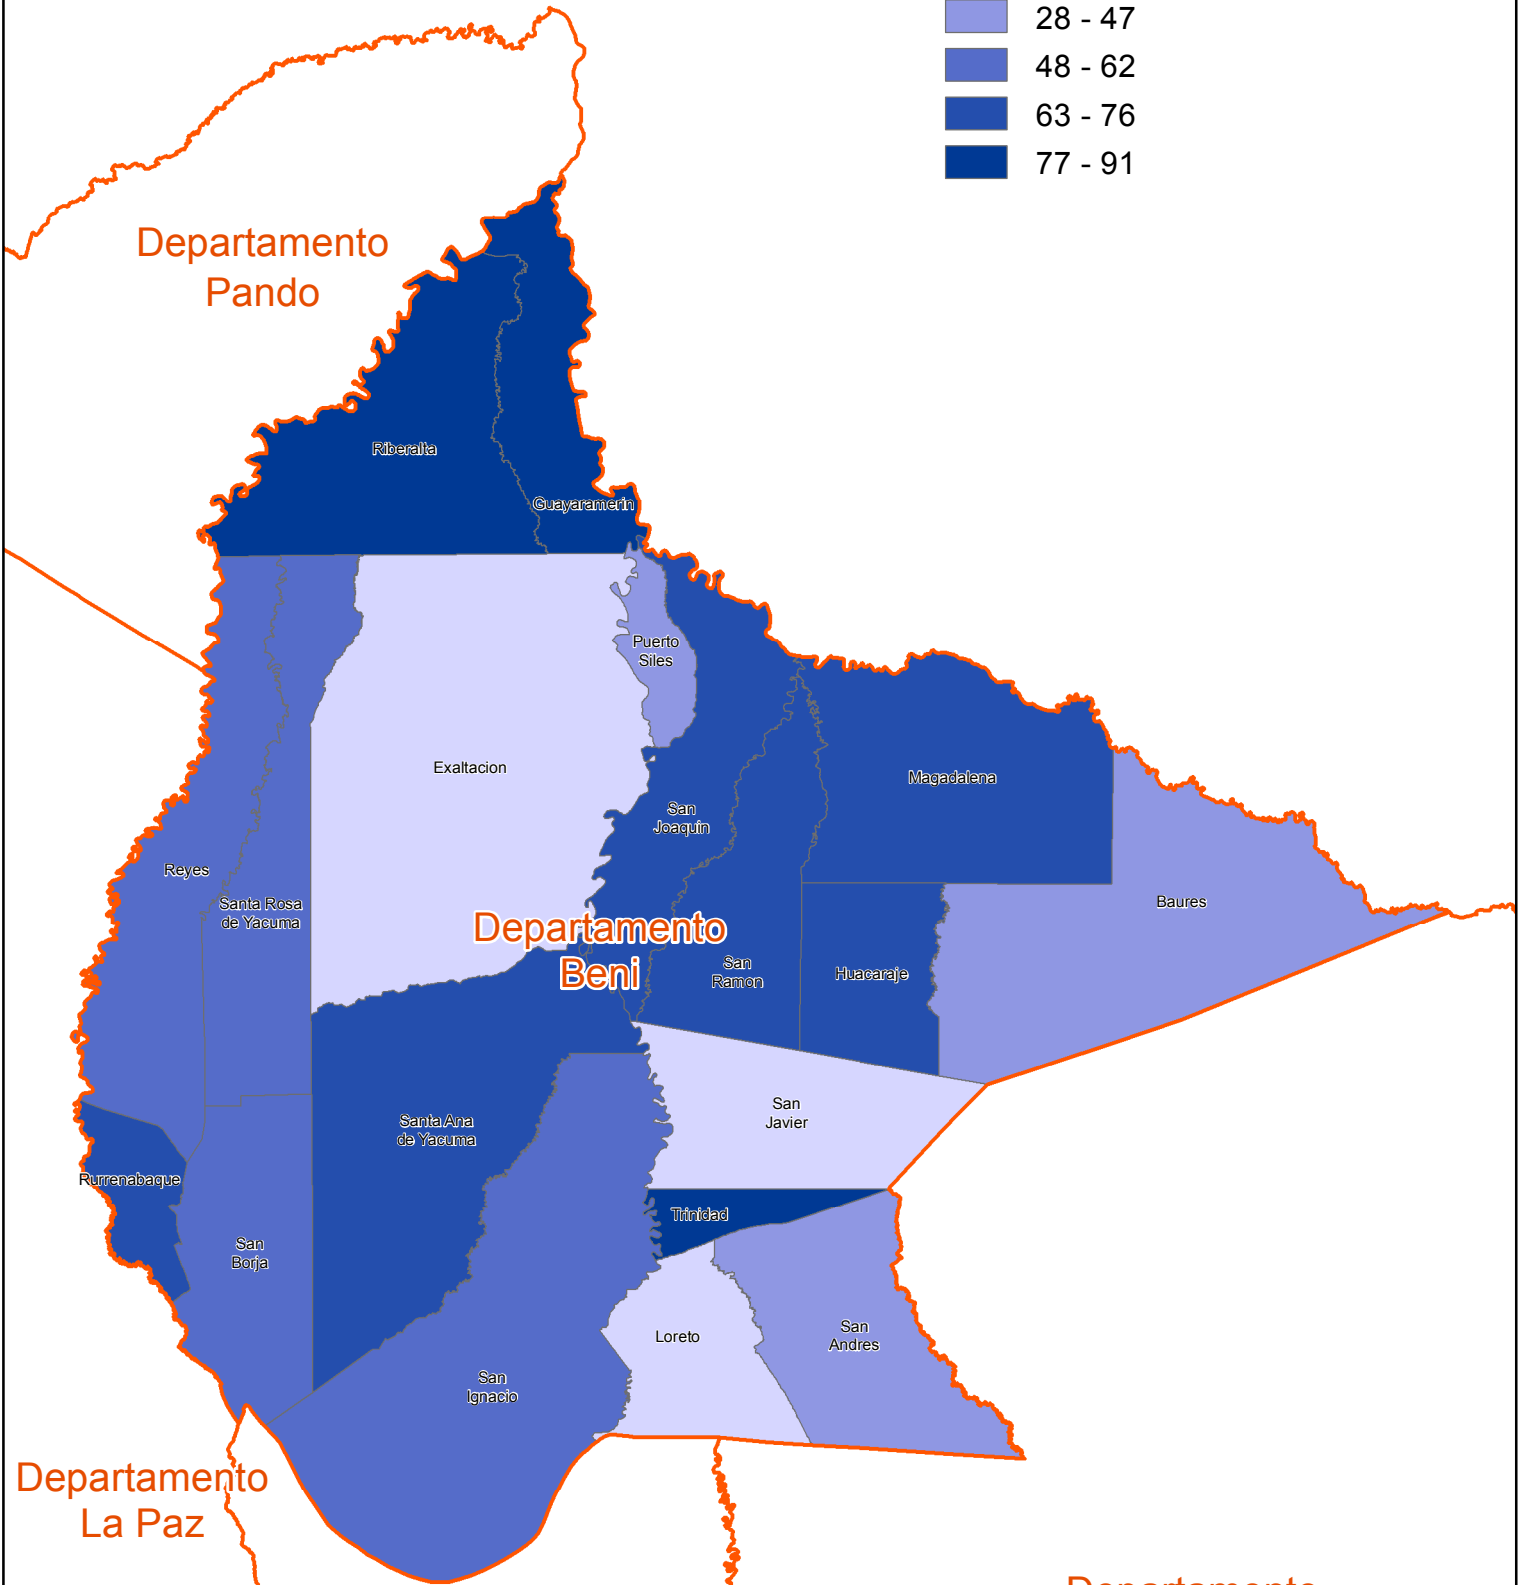 28 - 47
48 - 62
63 - 76
77 - 91
Departamento
Pando
Riberalta
Guayaramerin
Puerto
Siles
Exaltacion
Magadalena
San
Joaquin
Reyes
Santa Rosa
de Yacuma
Baures
Departamento
Beni
San
Ramon
Huacaraje
San
Javier
Santa Ana
de Yacuma
Rurrenabaque
Trinidad
San
Borja
Loreto
San
Andres
San
Ignacio
Departamento
La Paz
Departamento